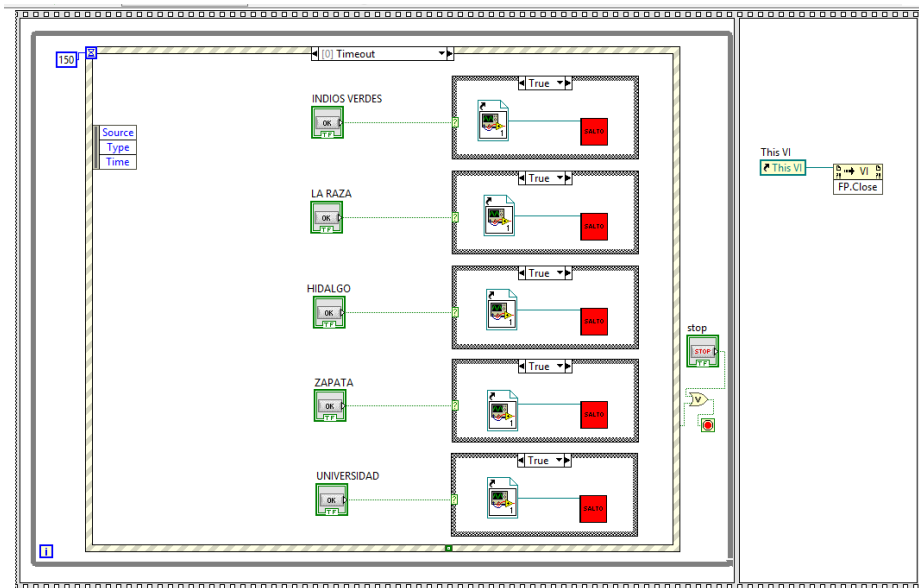 150
[0] Timeout
Source
Type
Time
INDIOS VERDES
OK
TF
True
1
SALTO
LA RAZA
OK
TF
True
1
SALTO
HIDALGO
OK
TF
True
1
SALTO
ZAPATA
OK
TF
True
1
SALTO
UNIVERSIDAD
OK
TF
True
1
SALTO
stop
STOP
TF
V
i
This VI
This VI
VI
FP.Close